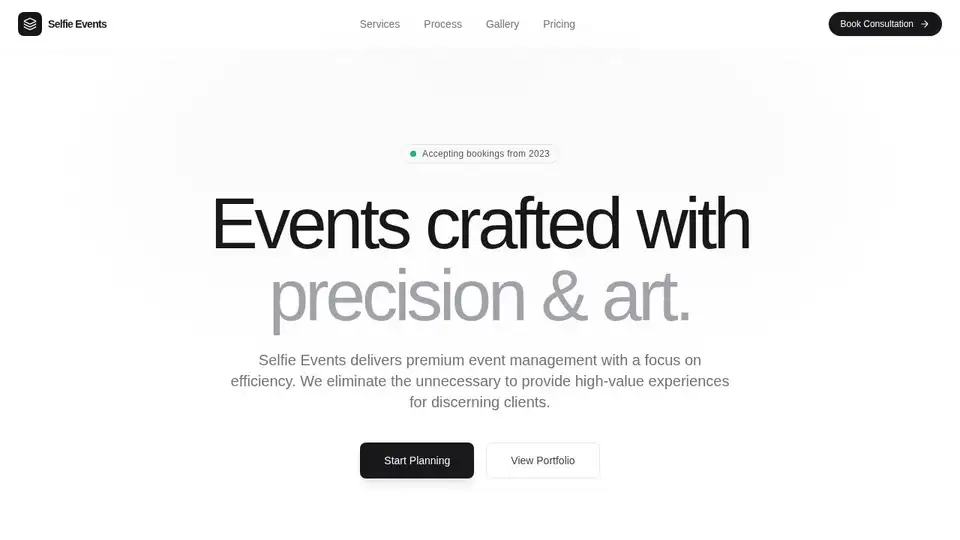 Selfie Events
Services
Process
Gallery
Pricing
Book Consultation
Accepting bookings from 2023
Events crafted with
precision & art.
Selfie Events delivers premium event management with a focus on
efficiency. We eliminate the unnecessary to provide high-value experiences
for discerning clients.
Start Planning
View Portfolio